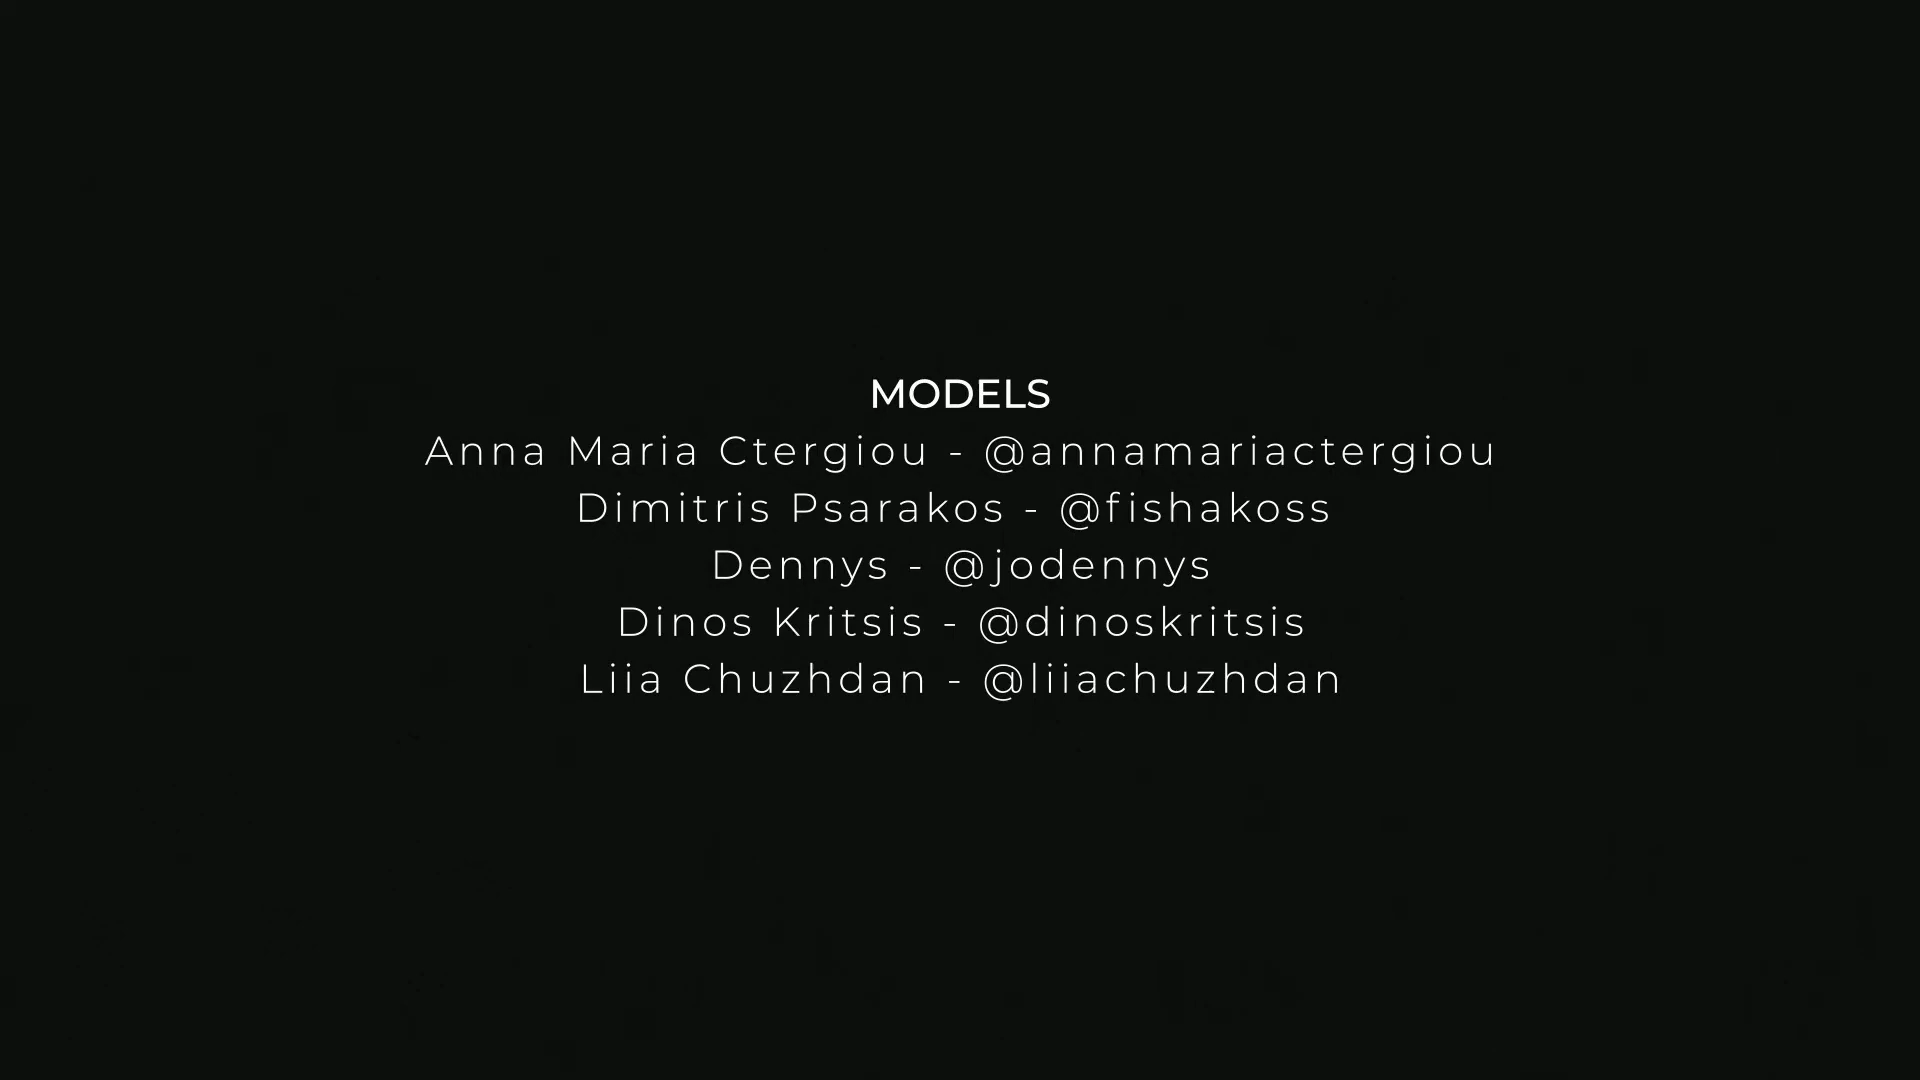 MODELS
Anna Maria Ctergiou - @annamariactergiou
Dimitris Psarakos - @fishakoss
Dennys - @jodennys
Dinos Kritsis - @dinoskritsis
Liia Chuzhdan - @liiachuzhdan